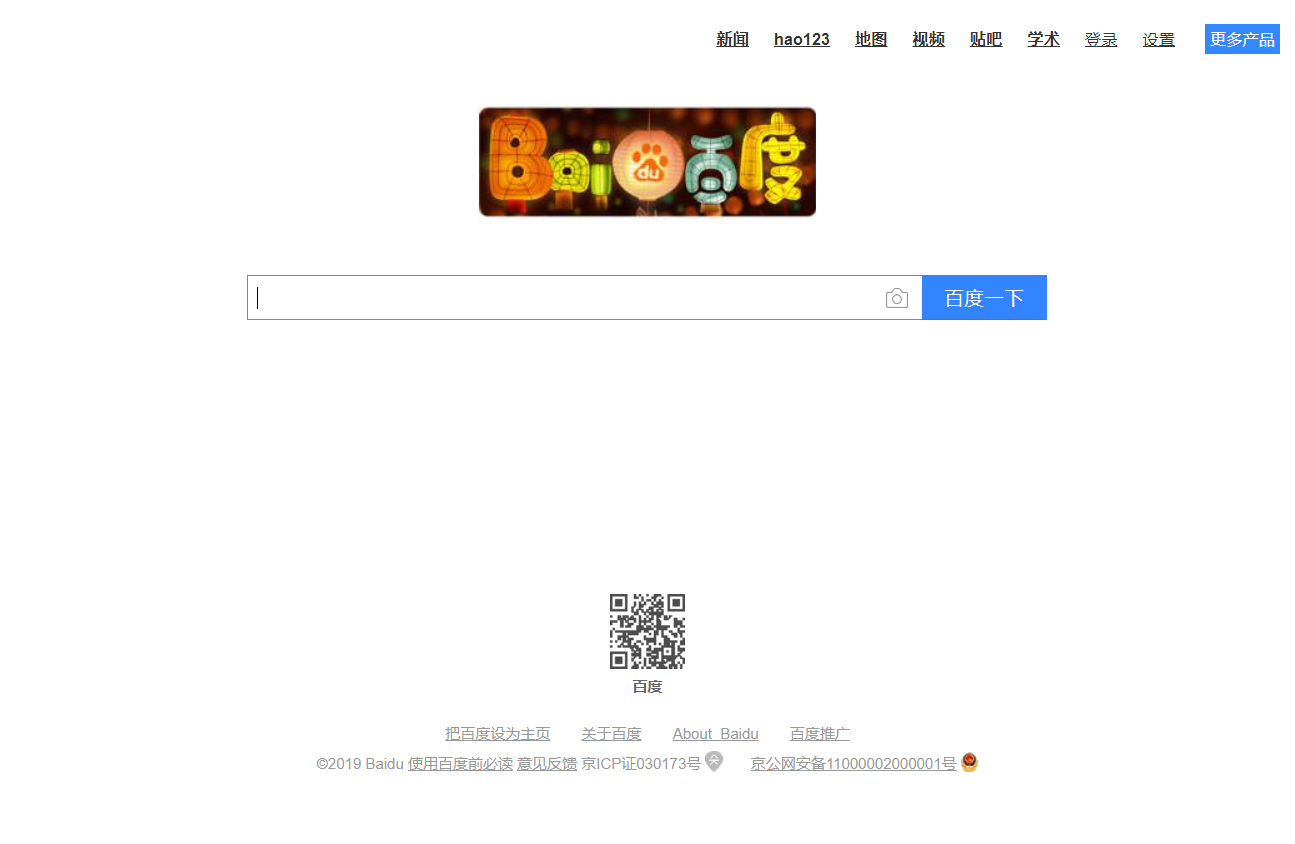 新闻 hao123 地图 视频 贴吧 学术 登录 设置 更多产品
Bai du 百度
百度一下
百度
把百度设为主页 关于百度 About Baidu 百度推广
©2019 Baidu 使用百度前必读 意见反馈 京ICP证030173号 京公网安备11000002000001号